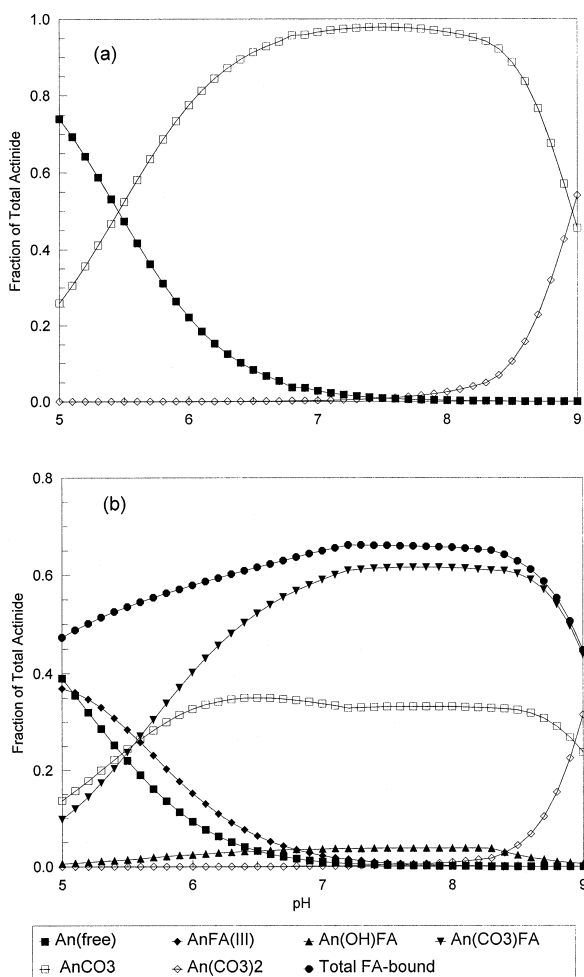 1.0
(a)
0.8
0.6
0.4
0.2
0.0
Fraction of Total Actinide
5 6 7 8 9
0.8
(b)
0.6
0.4
0.2
0.0
Fraction of Total Actinide
5 6 7 8 9
pH
An(free) AnFA(III) An(OH)FA An(CO3)FA
AnCO3 An(CO3)2 Total FA-bound